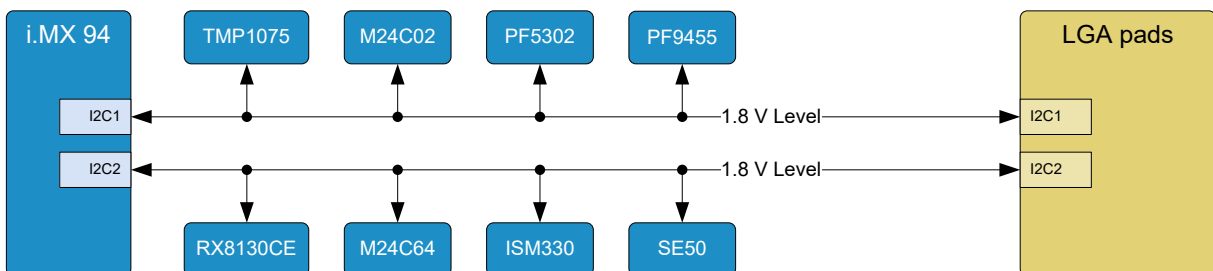 i.MX 94
TMP1075
M24C02
PF5302
PF9455
LGA pads
I2C1
1.8 V Level
I2C1
I2C2
1.8 V Level
I2C2
RX8130CE
M24C64
ISM330
SE50